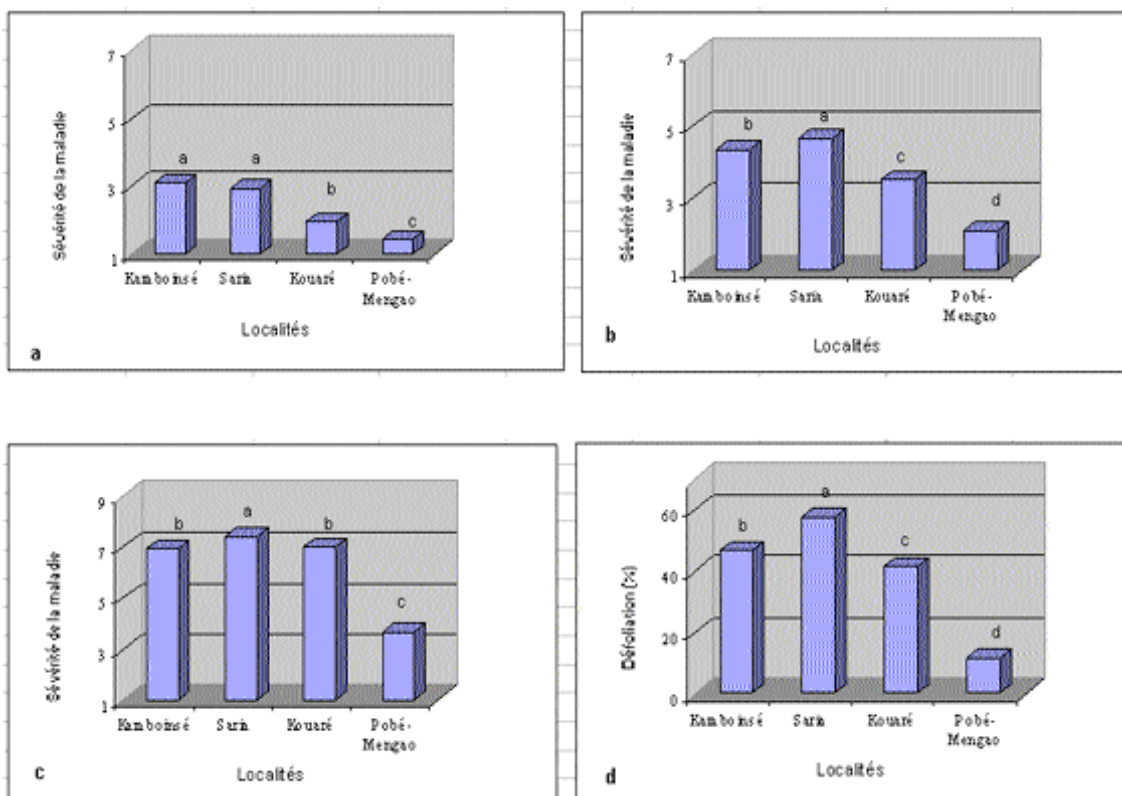 7
5
3
1
Sévérité de la maladie
a
a
b
c
Kamboinsé Saria Kouaré Pobé-
Mengao
Localités
a
7
5
3
1
Sévérité de la maladie
b
a
c
d
Kamboinsé Saria Kouaré Pobé-
Mengao
Localités
b
9
7
5
3
1
Sévérité de la maladie
b
a
b
c
Kamboinsé Saria Kouaré Pobé-
Mengao
Localités
c
60
40
20
0
Défoliation (%)
b
a
c
d
Kamboinsé Saria Kouaré Pobé-
Mengao
Localités
d